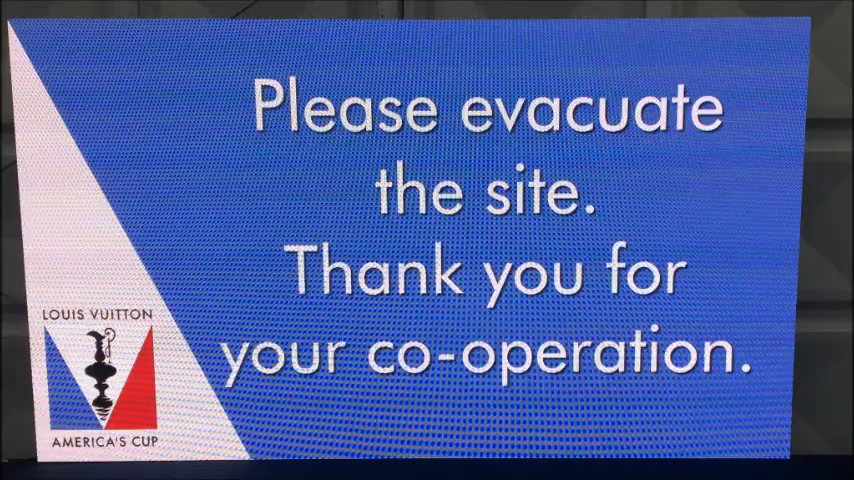 Please evacuate
the site.
Thank you for
your co-operation.
LOUIS VUITTON
AMERICA'S CUP